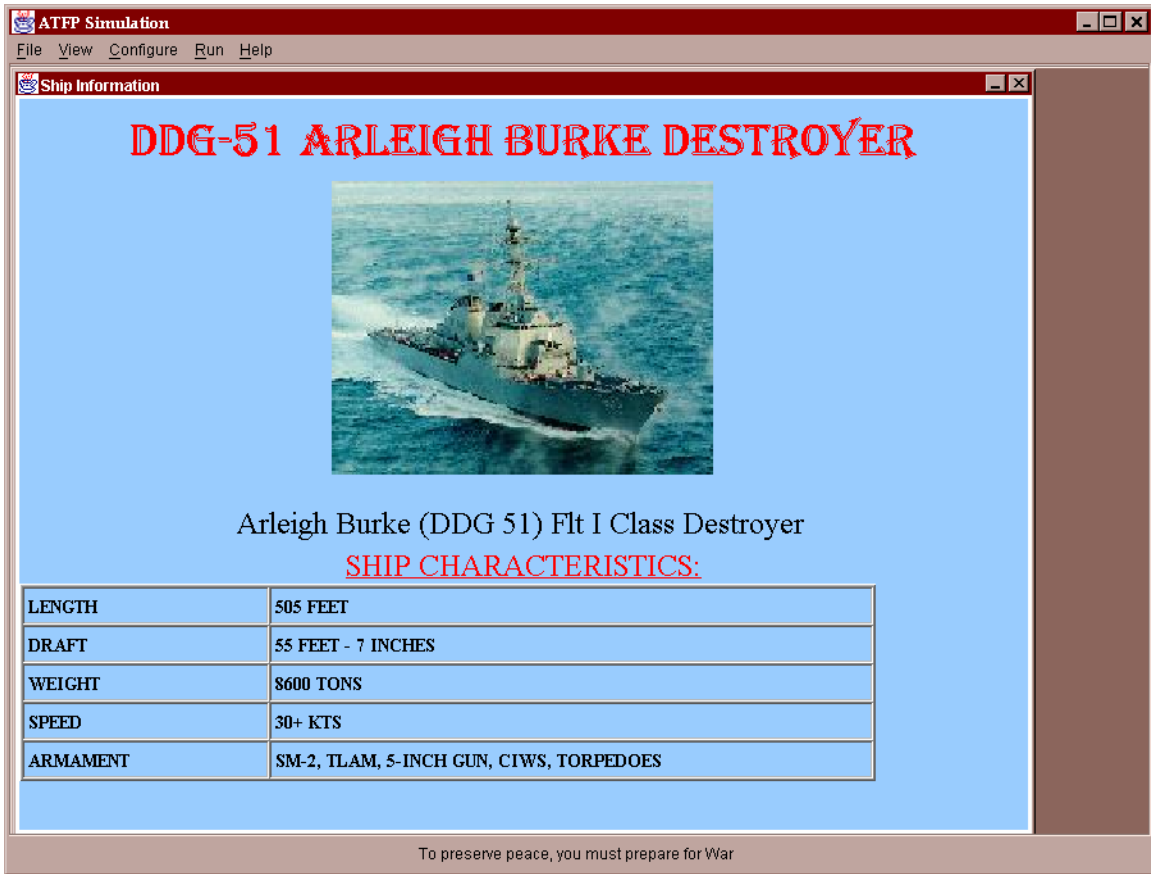 ATFP Simulation
File View Configure Run Help
Ship Information
DDG-51 ARLEIGH BURKE DESTROYER
Arleigh Burke (DDG 51) Flt I Class Destroyer
SHIP CHARACTERISTICS:
LENGTH 505 FEET
DRAFT 55 FEET - 7 INCHES
WEIGHT 8600 TONS
SPEED 30+ KTS
ARMAMENT SM-2, TLAM, 5-INCH GUN, CIWS, TORPEDOES
To preserve peace, you must prepare for War